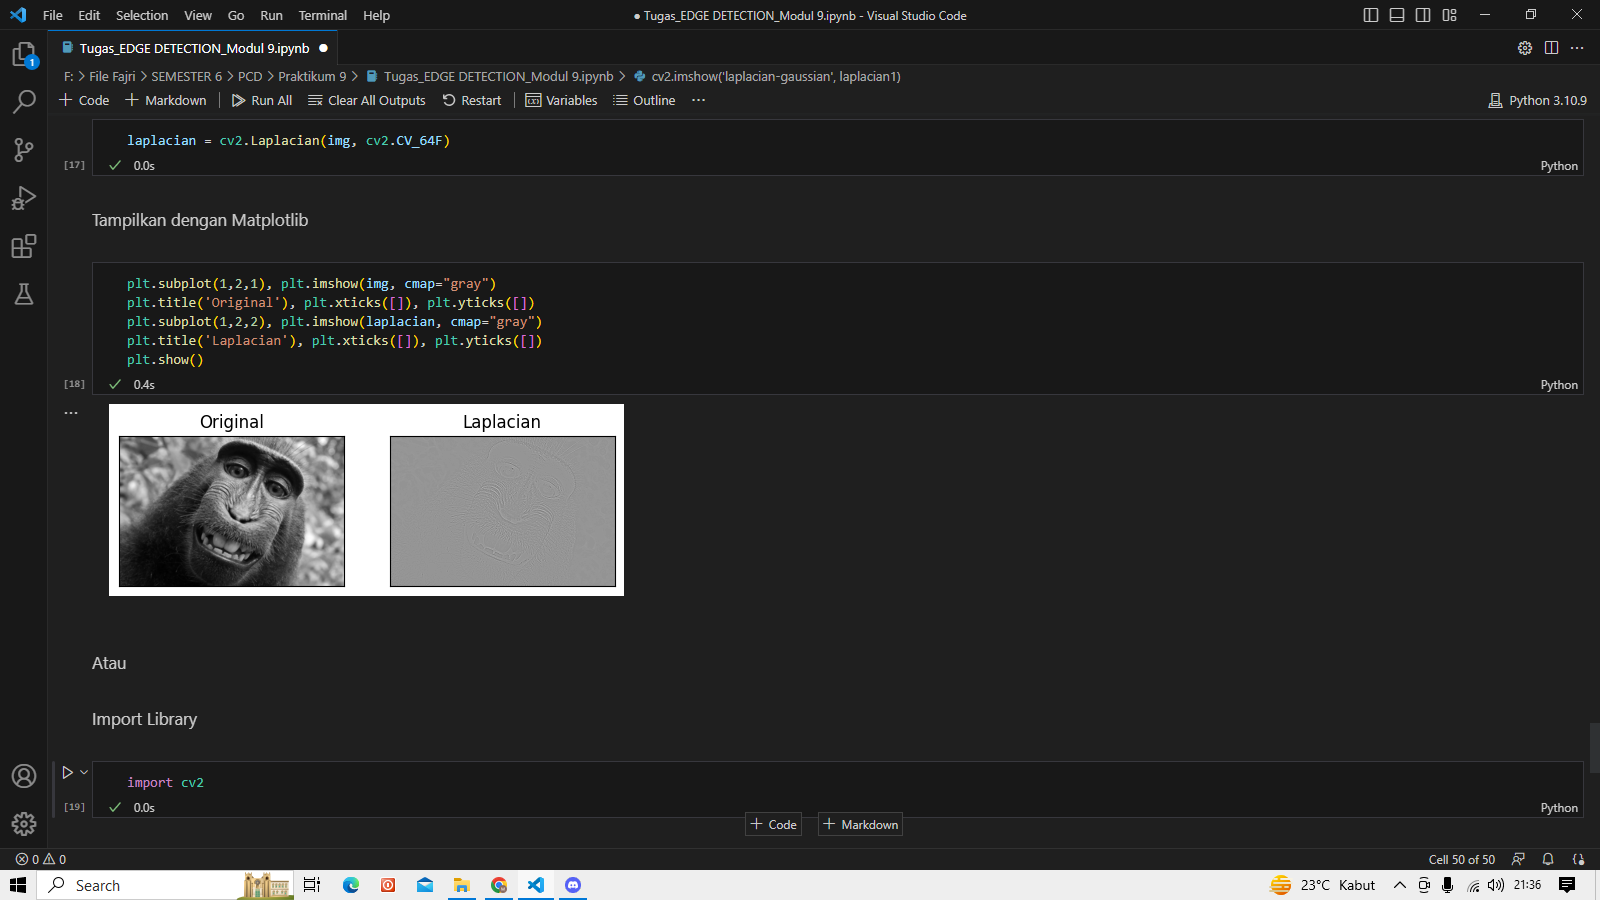 File Edit Selection View Go Run Terminal Help
● Tugas_EDGE DETECTION_Modul 9.ipynb - Visual Studio Code
Tugas_EDGE DETECTION_Modul 9.ipynb ●
F: > File Fajri > SEMESTER 6 > PCD > Praktikum 9 > Tugas_EDGE DETECTION_Modul 9.ipynb > cv2.imshow('laplacian-gaussian', laplacian1)
+ Code + Markdown | Run All Clear All Outputs Restart | Variables Outline ...
Python 3.10.9
laplacian = cv2.Laplacian(img, cv2.CV_64F)
[17] ✓ 0.0s Python
Tampilkan dengan Matplotlib
plt.subplot(1,2,1), plt.imshow(img, cmap="gray")
plt.title('Original'), plt.xticks([]), plt.yticks([])
plt.subplot(1,2,2), plt.imshow(laplacian, cmap="gray")
plt.title('Laplacian'), plt.xticks([]), plt.yticks([])
plt.show()
[18] ✓ 0.4s Python
...
Original Laplacian
Atau
Import Library
import cv2
[19] ✓ 0.0s Python
+ Code + Markdown
1
0 0 Cell 50 of 50
Search 23°C Kabut 21:36